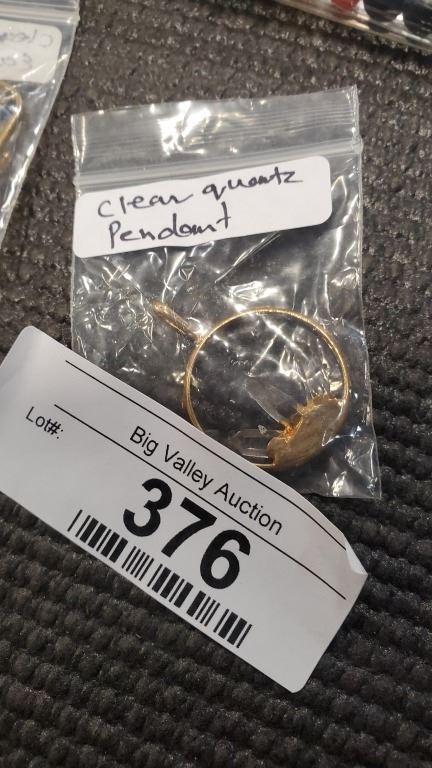 Clear quartz
Pendant
Lot#:
Big Valley Auction
376